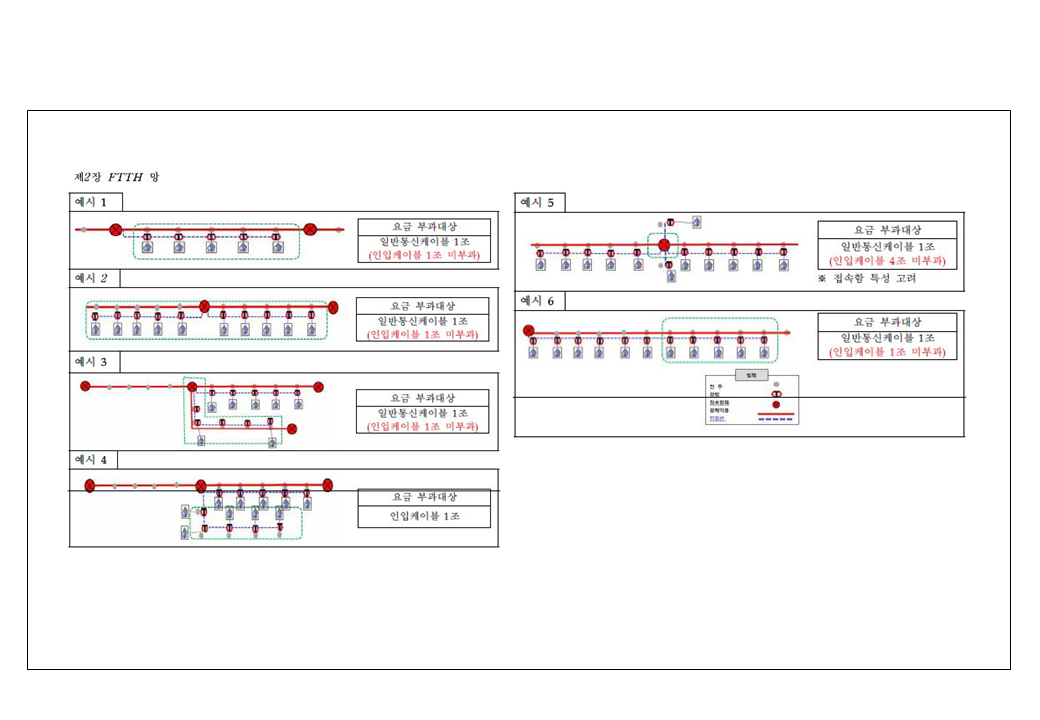 제2장 FTTH 망
예시 1
요금 부과대상
일반통신케이블 1조
(인입케이블 1조 미부과)
예시 2
요금 부과대상
일반통신케이블 1조
(인입케이블 1조 미부과)
예시 3
요금 부과대상
일반통신케이블 1조
(인입케이블 1조 미부과)
예시 4
요금 부과대상
인입케이블 1조
예시 5
요금 부과대상
일반통신케이블 1조
(인입케이블 4조 미부과)
※ 접속함 특성 고려
예시 6
요금 부과대상
일반통신케이블 1조
(인입케이블 1조 미부과)
범례
전 주
광케이블